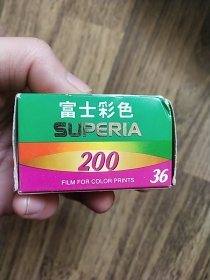 富士彩色
SUPERIA
200
FILM FOR COLOR PRINTS 36